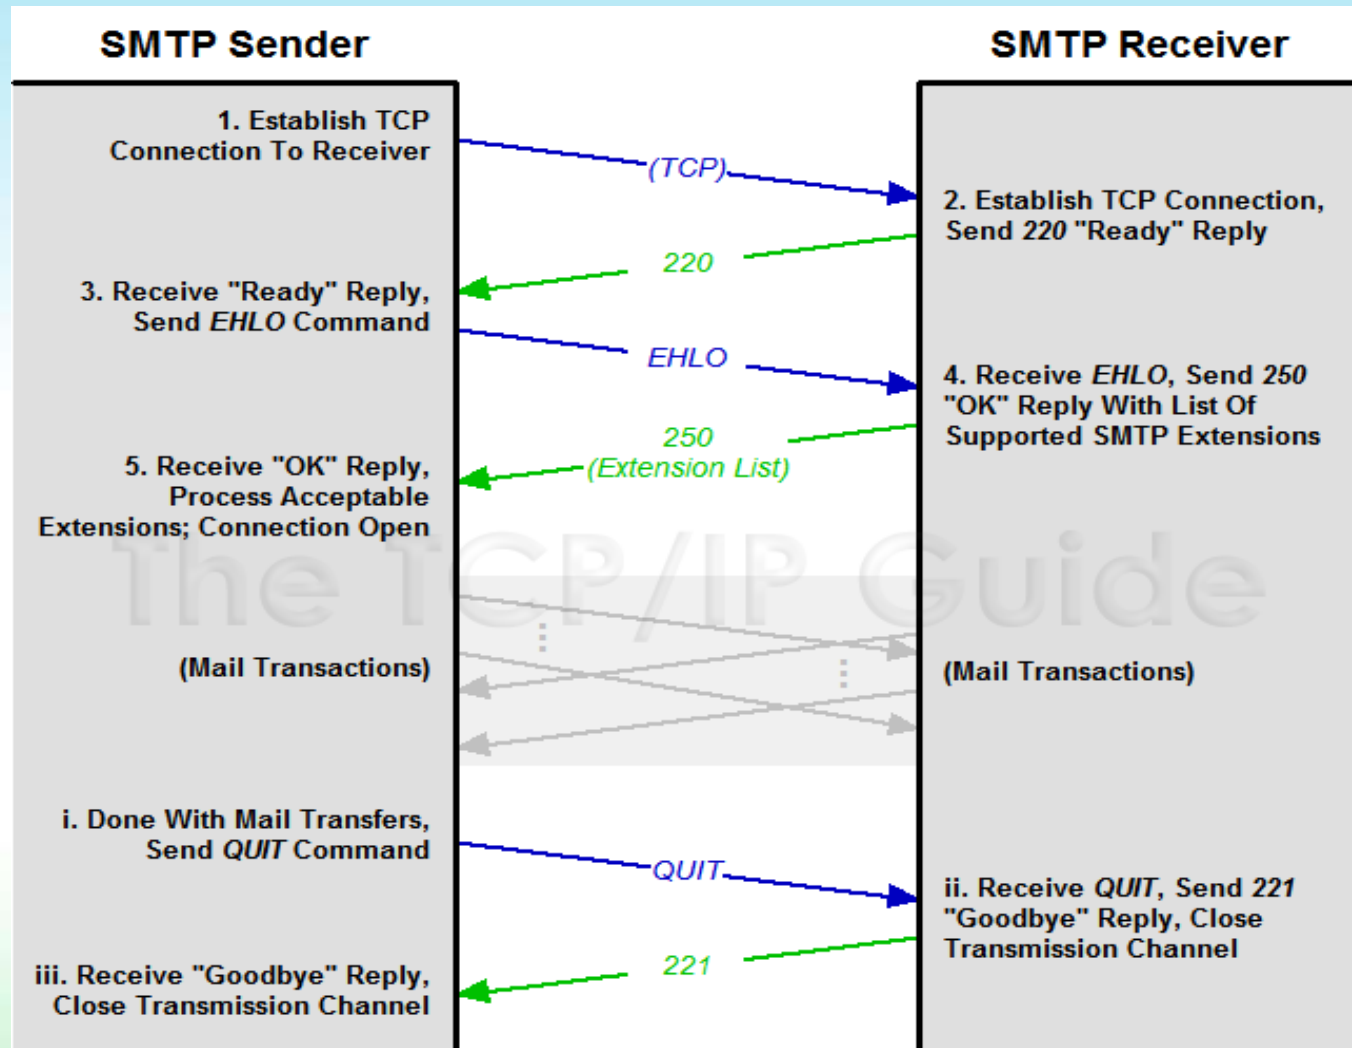 SMTP Sender
SMTP Receiver
1. Establish TCP
Connection To Receiver
(TCP)
2. Establish TCP Connection,
Send 220 "Ready" Reply
220
3. Receive "Ready" Reply,
Send EHLO Command
EHLO
4. Receive EHLO, Send 250
"OK" Reply With List Of
Supported SMTP Extensions
250
(Extension List)
5. Receive "OK" Reply,
Process Acceptable
Extensions; Connection Open
The TCP/IP Guide
(Mail Transactions)
(Mail Transactions)
i. Done With Mail Transfers,
Send QUIT Command
QUIT
ii. Receive QUIT, Send 221
"Goodbye" Reply, Close
Transmission Channel
221
iii. Receive "Goodbye" Reply,
Close Transmission Channel